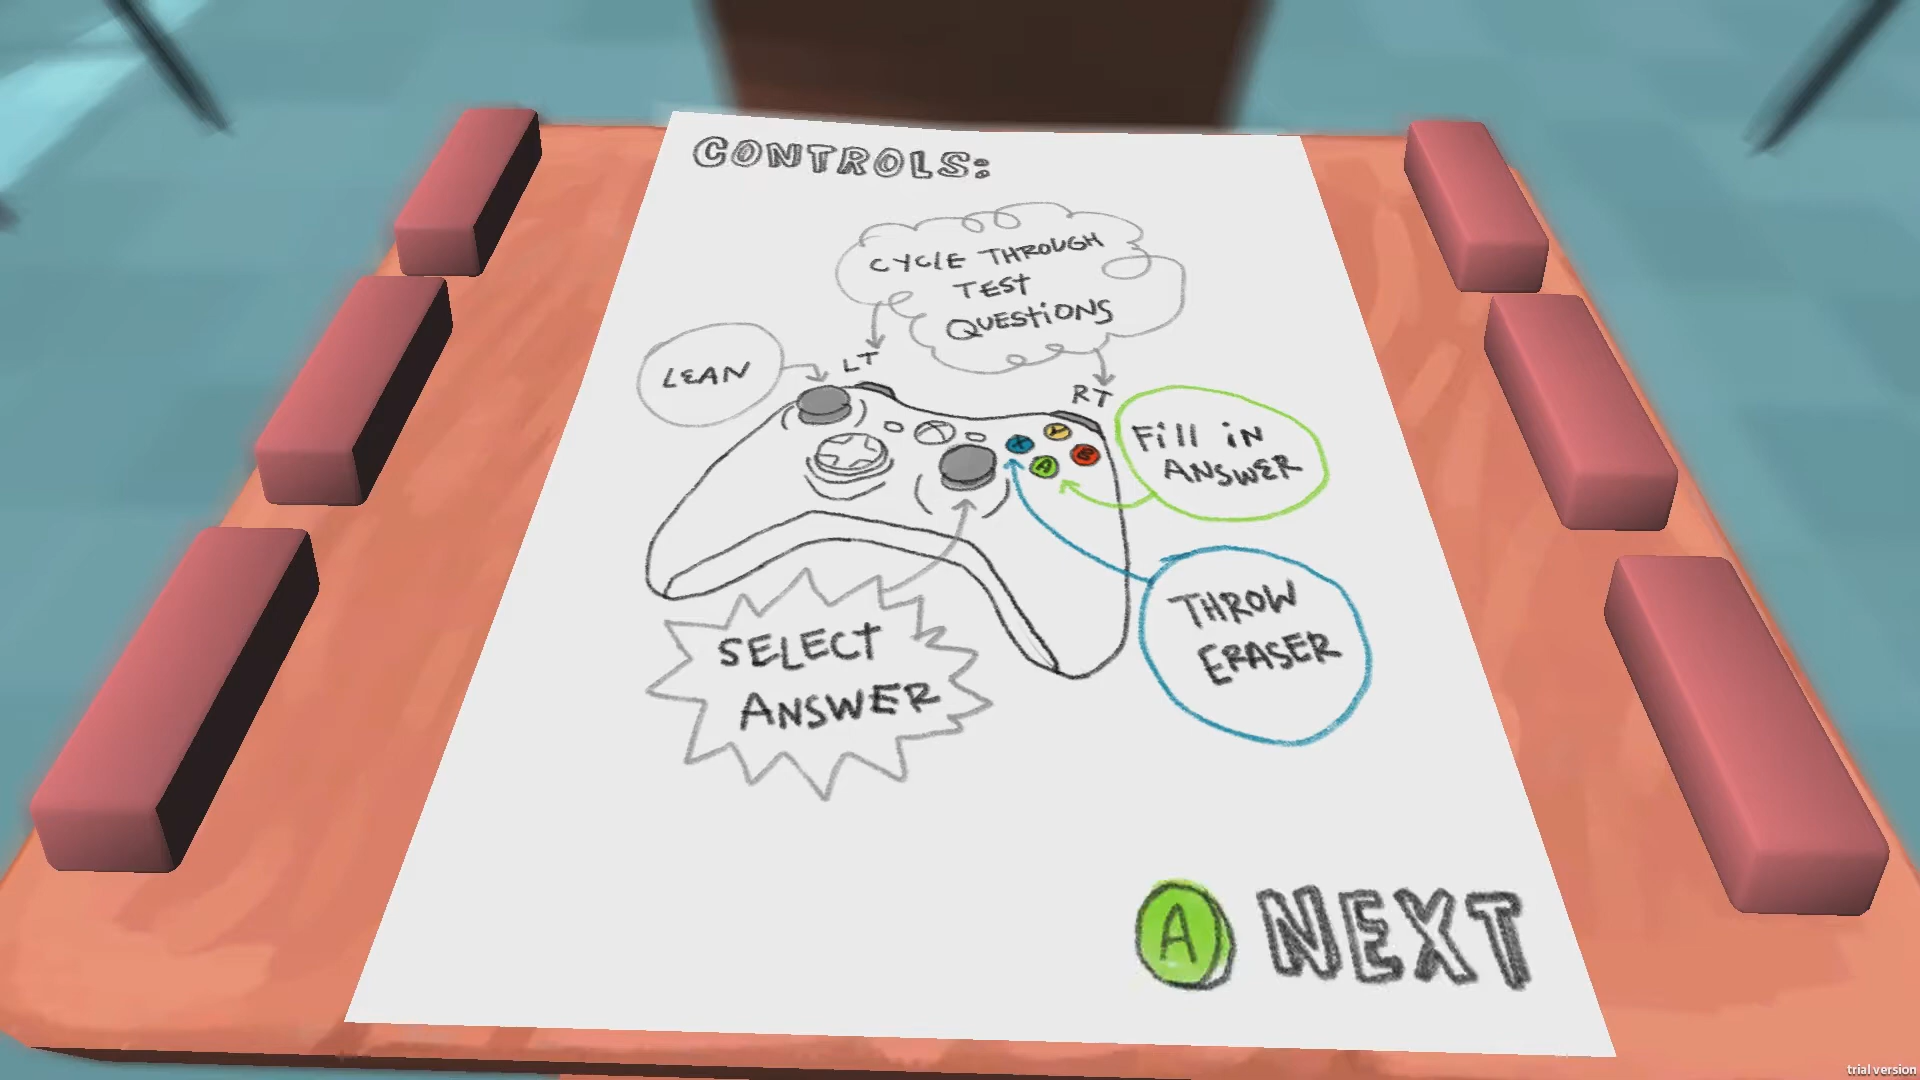 CONTROLS:
CYCLE THROUGH
TEST
QUESTIONS
LEAN
LT
RT
Fill in
ANSWER
X
Y
B
A
THROW
ERASER
SELECT
ANSWER
A NEXT
trial version